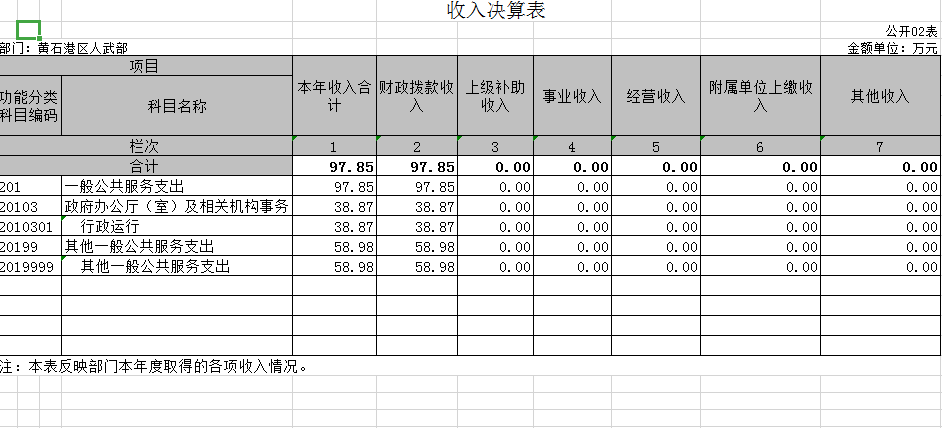 收入决算表
公开02表
部门：黄石港区人武部 金额单位：万元
项目 本年收入合计 财政拨款收入 上级补助收入 事业收入 经营收入 附属单位上缴收入 其他收入
功能分类科目编码 科目名称
栏次 1 2 3 4 5 6 7
合计 97.85 97.85 0.00 0.00 0.00 0.00 0.00
201 一般公共服务支出 97.85 97.85 0.00 0.00 0.00 0.00 0.00
20103 政府办公厅（室）及相关机构事务 38.87 38.87 0.00 0.00 0.00 0.00 0.00
2010301 行政运行 38.87 38.87 0.00 0.00 0.00 0.00 0.00
20199 其他一般公共服务支出 58.98 58.98 0.00 0.00 0.00 0.00 0.00
2019999 其他一般公共服务支出 58.98 58.98 0.00 0.00 0.00 0.00 0.00
注：本表反映部门本年度取得的各项收入情况。